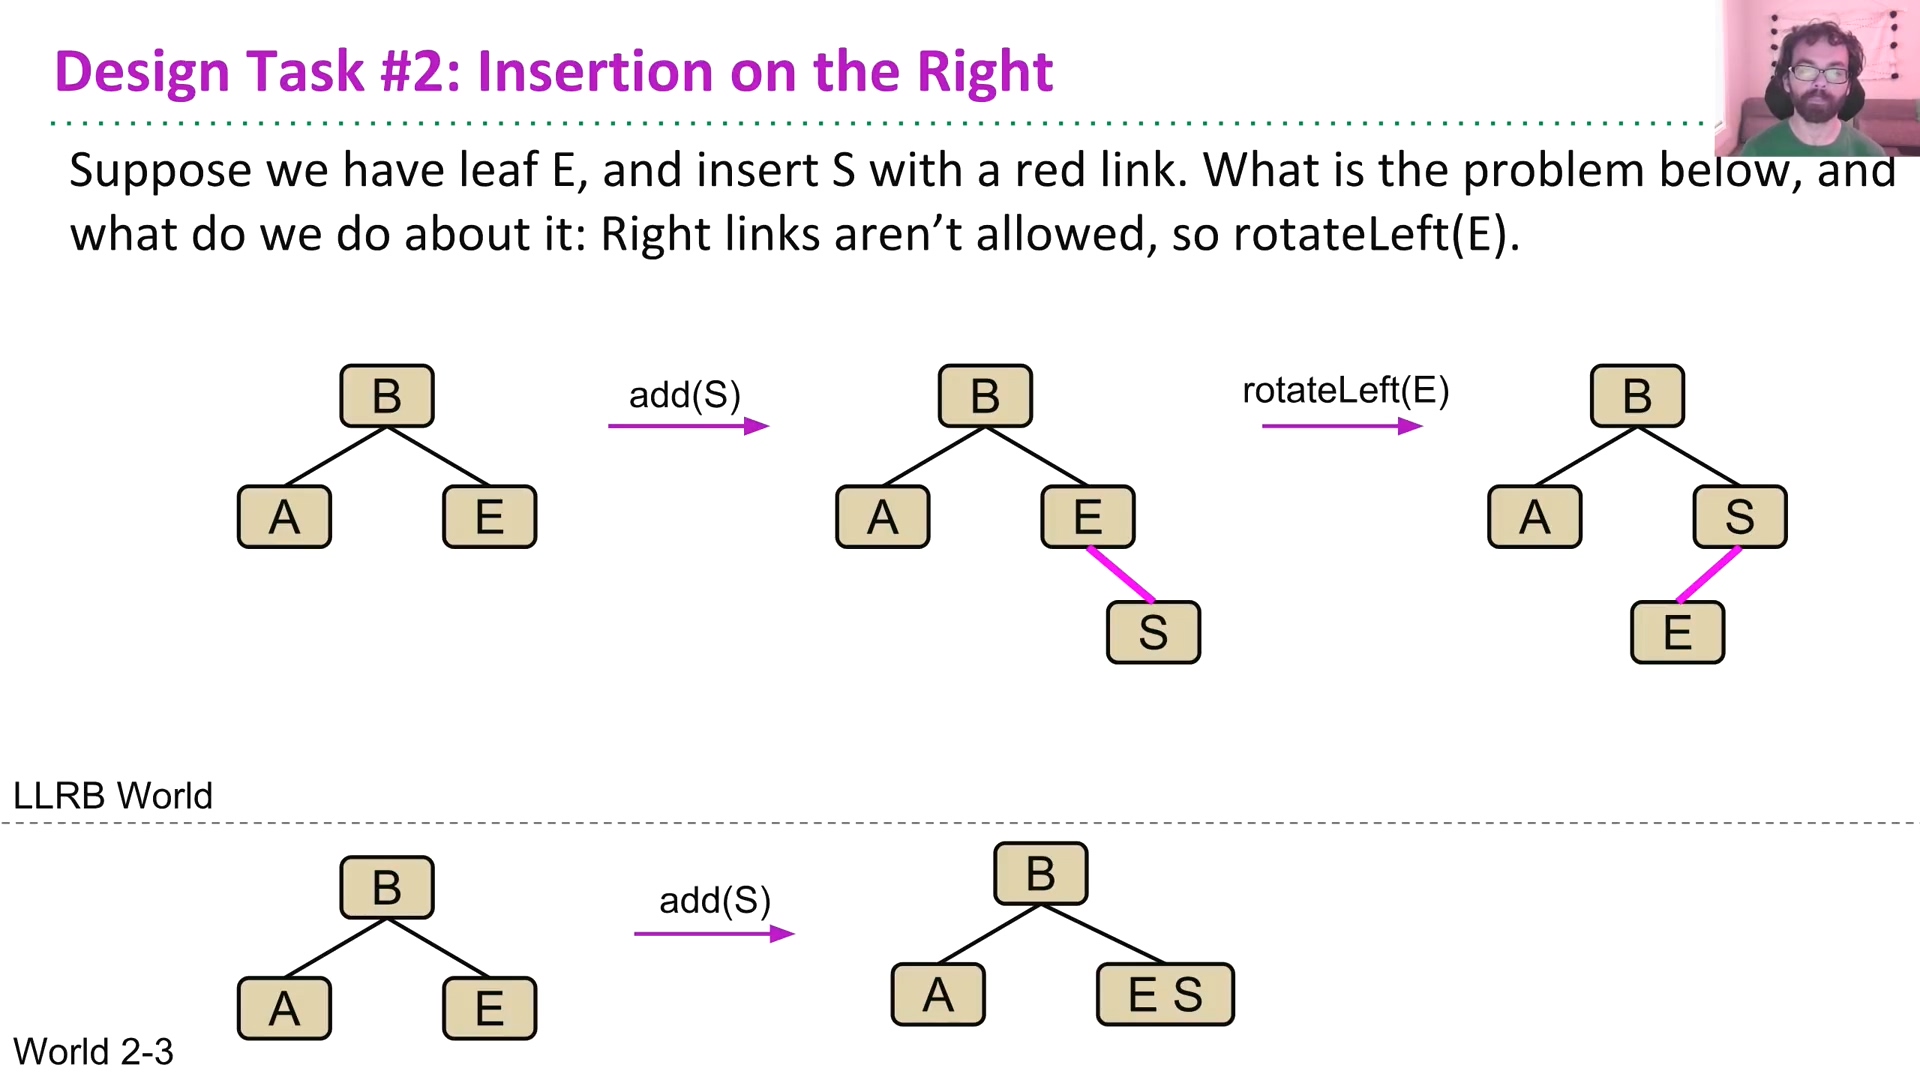 Design Task #2: Insertion on the Right
Suppose we have leaf E, and insert S with a red link. What is the problem below, and
what do we do about it: Right links aren’t allowed, so rotateLeft(E).
B
A
E
add(S)
B
A
E
S
rotateLeft(E)
B
A
S
E
LLRB World
B
A
E
add(S)
B
A
E S
World 2-3